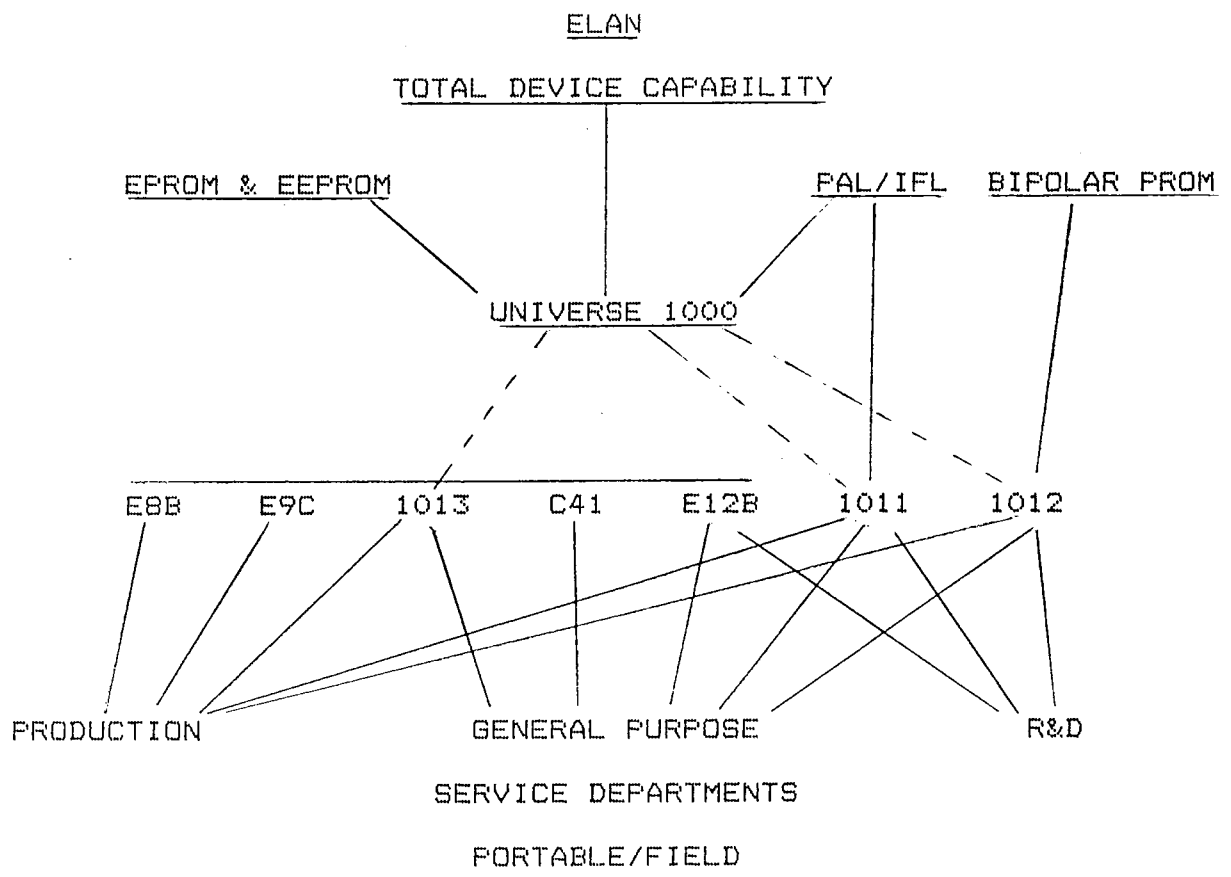 ELAN
TOTAL DEVICE CAPABILITY
EPROM & EEPROM PAL/IFL BIPOLAR PROM
UNIVERSE 1000
E8B E9C 1013 C41 E12B 1011 1012
PRODUCTION GENERAL PURPOSE R&D
SERVICE DEPARTMENTS
PORTABLE/FIELD